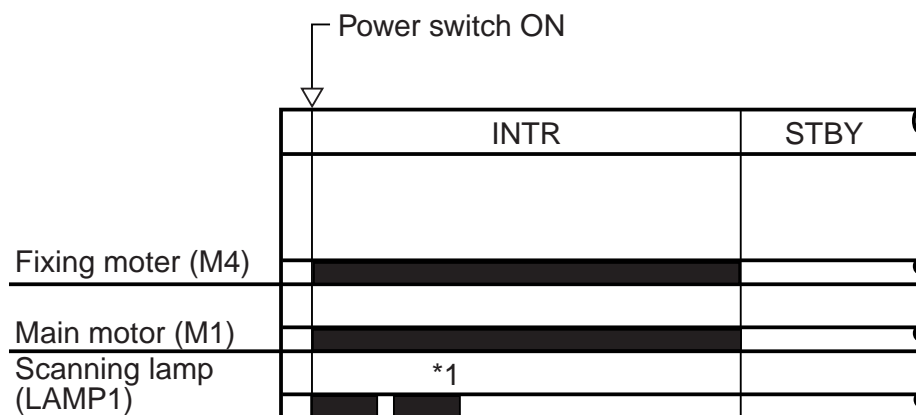 Power switch ON
INTR
STBY
Fixing moter (M4)
Main motor (M1)
Scanning lamp
(LAMP1)
*1